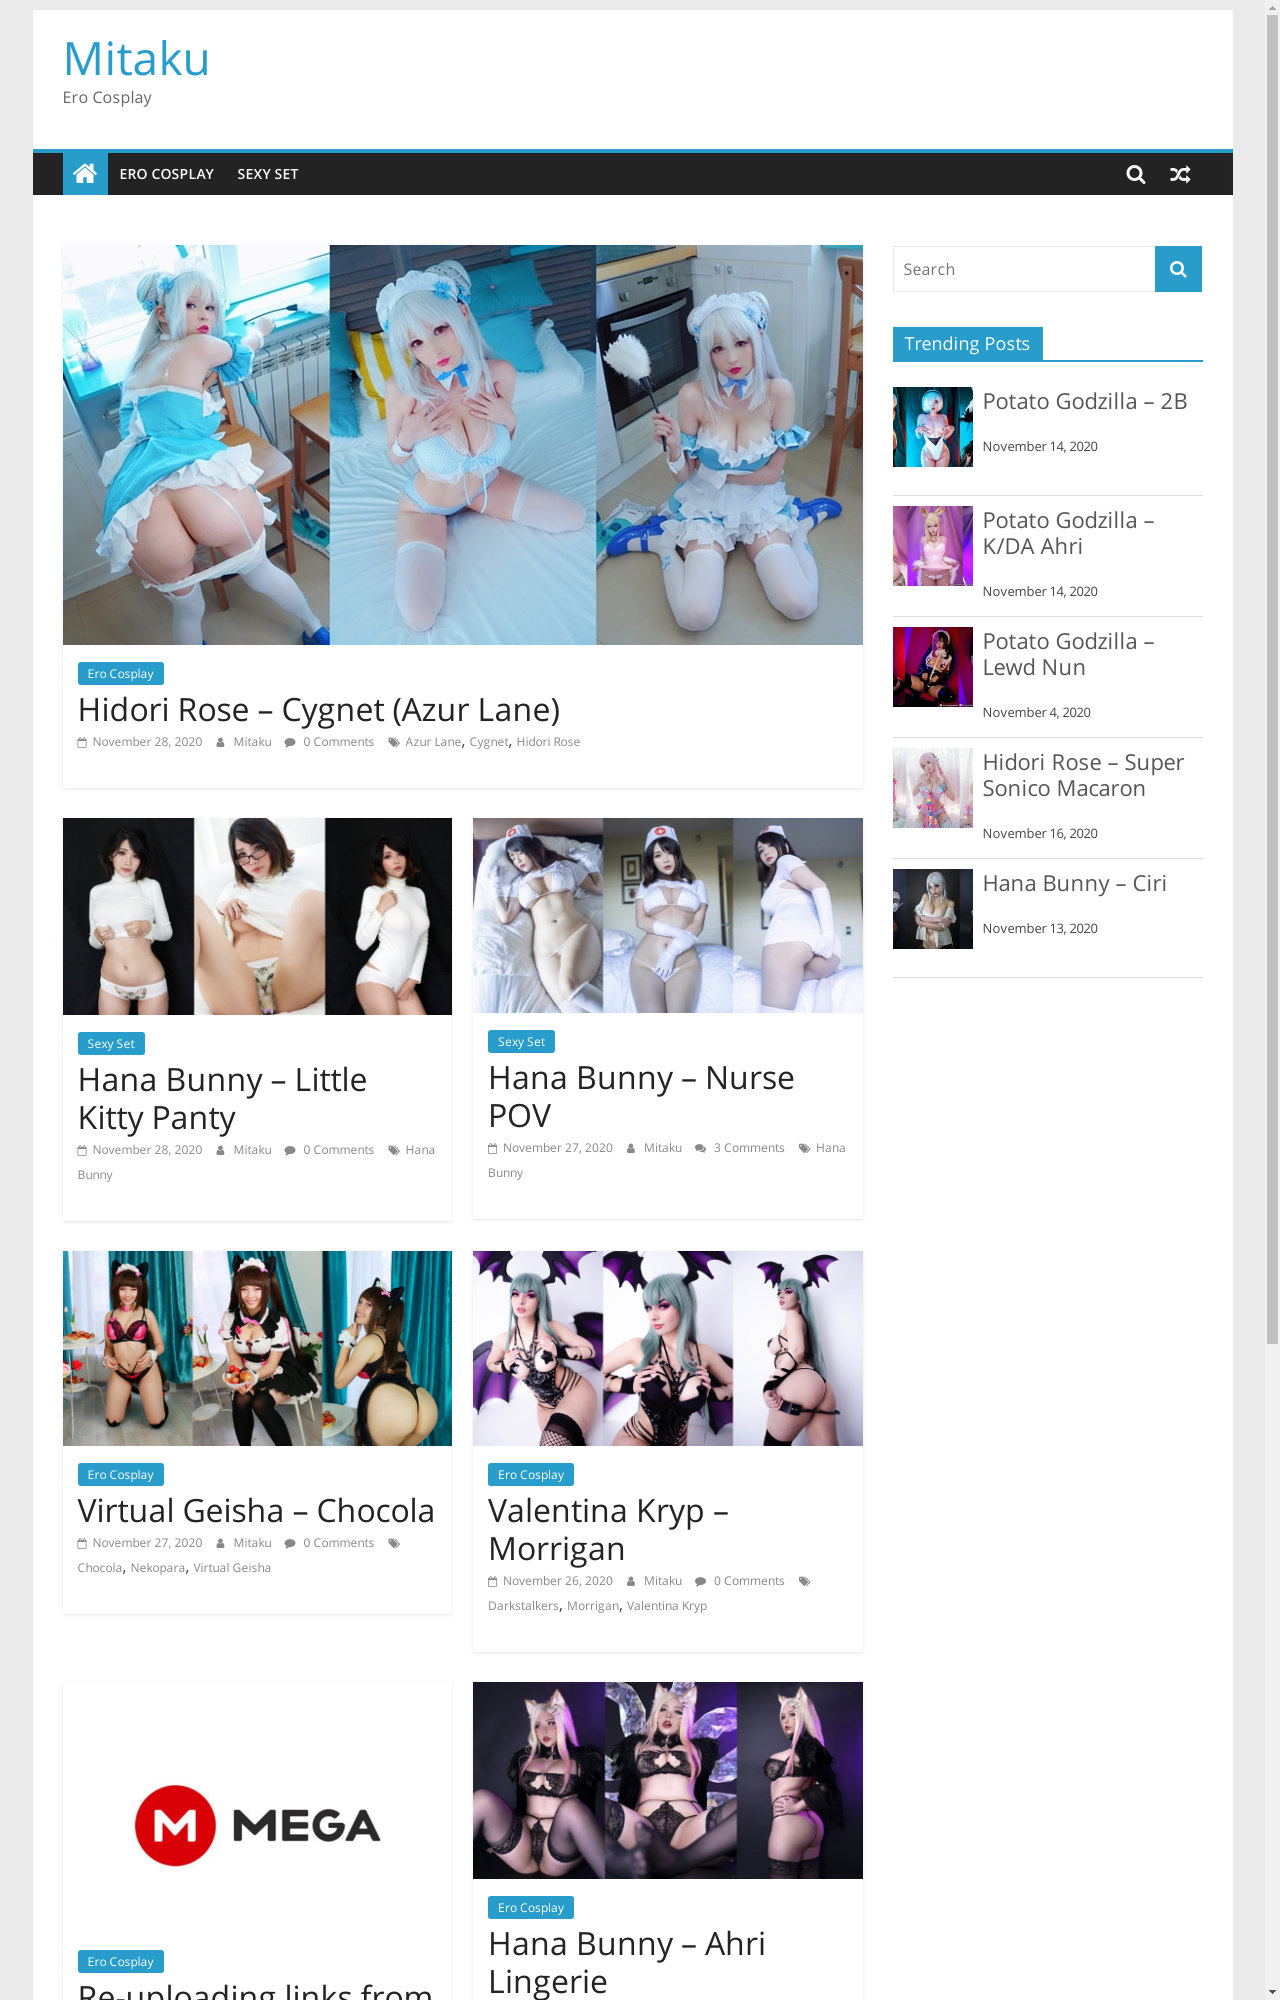 Mitaku
Ero Cosplay
ERO COSPLAY SEXY SET
Ero Cosplay
Hidori Rose – Cygnet (Azur Lane)
November 28, 2020 Mitaku 0 Comments Azur Lane, Cygnet, Hidori Rose
Sexy Set
Hana Bunny – Little
Kitty Panty
November 28, 2020 Mitaku 0 Comments Hana
Bunny
Sexy Set
Hana Bunny – Nurse
POV
November 27, 2020 Mitaku 3 Comments Hana
Bunny
Ero Cosplay
Virtual Geisha – Chocola
November 27, 2020 Mitaku 0 Comments
Chocola, Nekopara, Virtual Geisha
Ero Cosplay
Valentina Kryp –
Morrigan
November 26, 2020 Mitaku 0 Comments
Darkstalkers, Morrigan, Valentina Kryp
M MEGA
Ero Cosplay
Re-uploading links from
Ero Cosplay
Hana Bunny – Ahri
Lingerie
Search
Trending Posts
Potato Godzilla – 2B
November 14, 2020
Potato Godzilla –
K/DA Ahri
November 14, 2020
Potato Godzilla –
Lewd Nun
November 4, 2020
Hidori Rose – Super
Sonico Macaron
November 16, 2020
Hana Bunny – Ciri
November 13, 2020